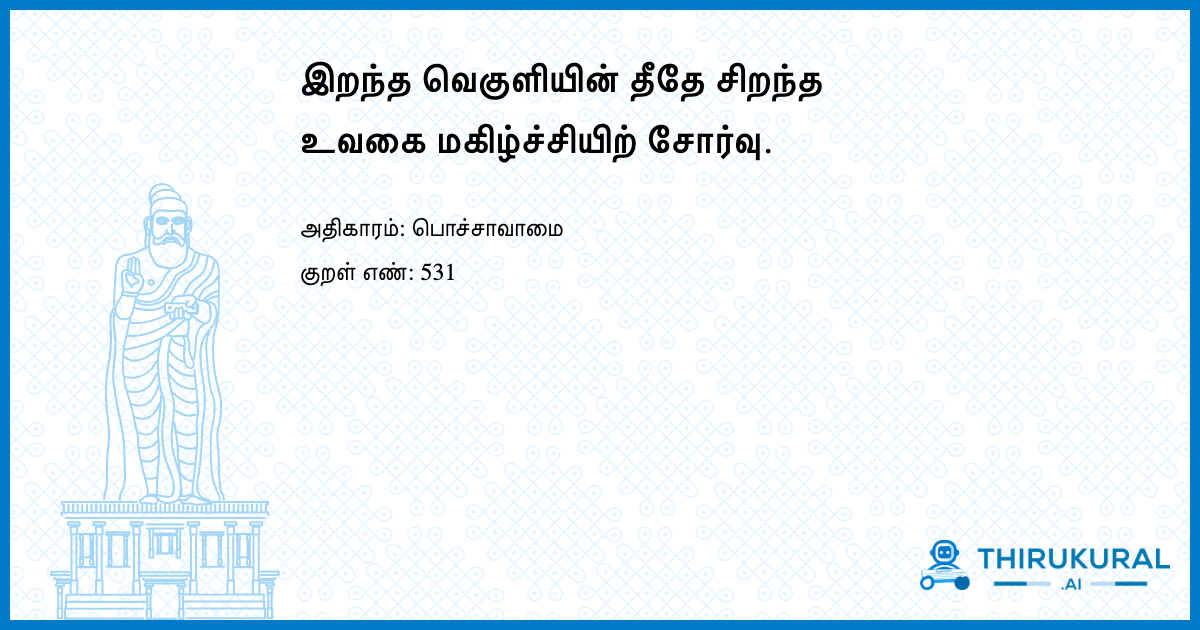 இறந்த வெகுளியின் தீதே சிறந்த
உவகை மகிழ்ச்சியிற் சோர்வு.
அதிகாரம்: பொச்சாவாமை
குறள் எண்: 531
THIRUKURAL
.AI